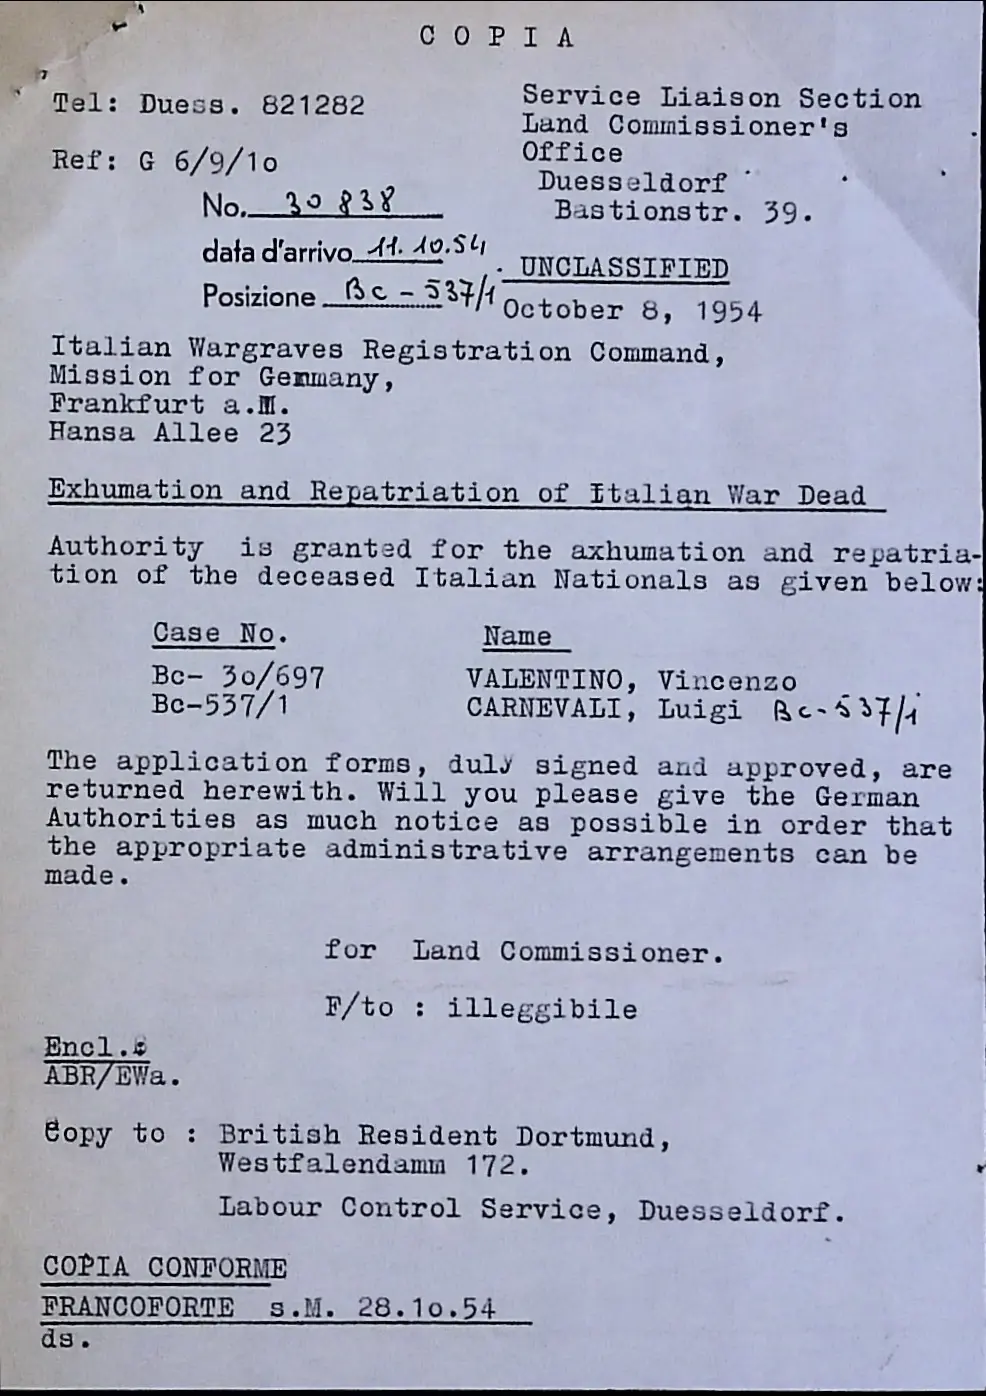 C O P I A
Tel: Duess. 821282
Ref: G 6/9/1o
Service Liaison Section
Land Commissioner's
Office
Duesseldorf
Bastionstr. 39.
No. 30838
data d'arrivo 11.10.54
Posizione Bc - 537/1
UNCLASSIFIED
October 8, 1954
Italian Wargraves Registration Command,
Mission for Gemmany,
Frankfurt a.M.
Hansa Allee 23
Exhumation and Repatriation of Italian War Dead
Authority is granted for the axhumation and repatria-
tion of the deceased Italian Nationals as given below:
Case No. Name
Bc- 3o/697 VALENTINO, Vincenzo
Bc-537/1 CARNEVALI, Luigi Bc-537/1
The application forms, duly signed and approved, are
returned herewith. Will you please give the German
Authorities as much notice as possible in order that
the appropriate administrative arrangements can be
made.
for Land Commissioner.
F/to : illeggibile
Encl.s
ABR/EWa.
Copy to : British Resident Dortmund,
Westfalendamm 172.
Labour Control Service, Duesseldorf.
COPIA CONFORME
FRANCOFORTE s.M. 28.1o.54
ds.